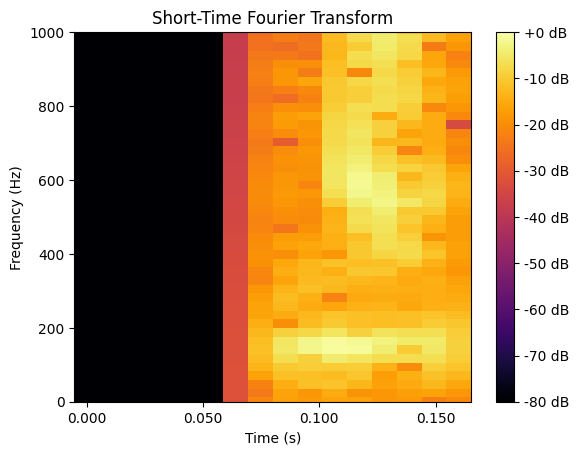 Short-Time Fourier Transform
Frequency (Hz)
1000
800
600
400
200
0
0.000
0.050
0.100
0.150
Time (s)
+0 dB
-10 dB
-20 dB
-30 dB
-40 dB
-50 dB
-60 dB
-70 dB
-80 dB